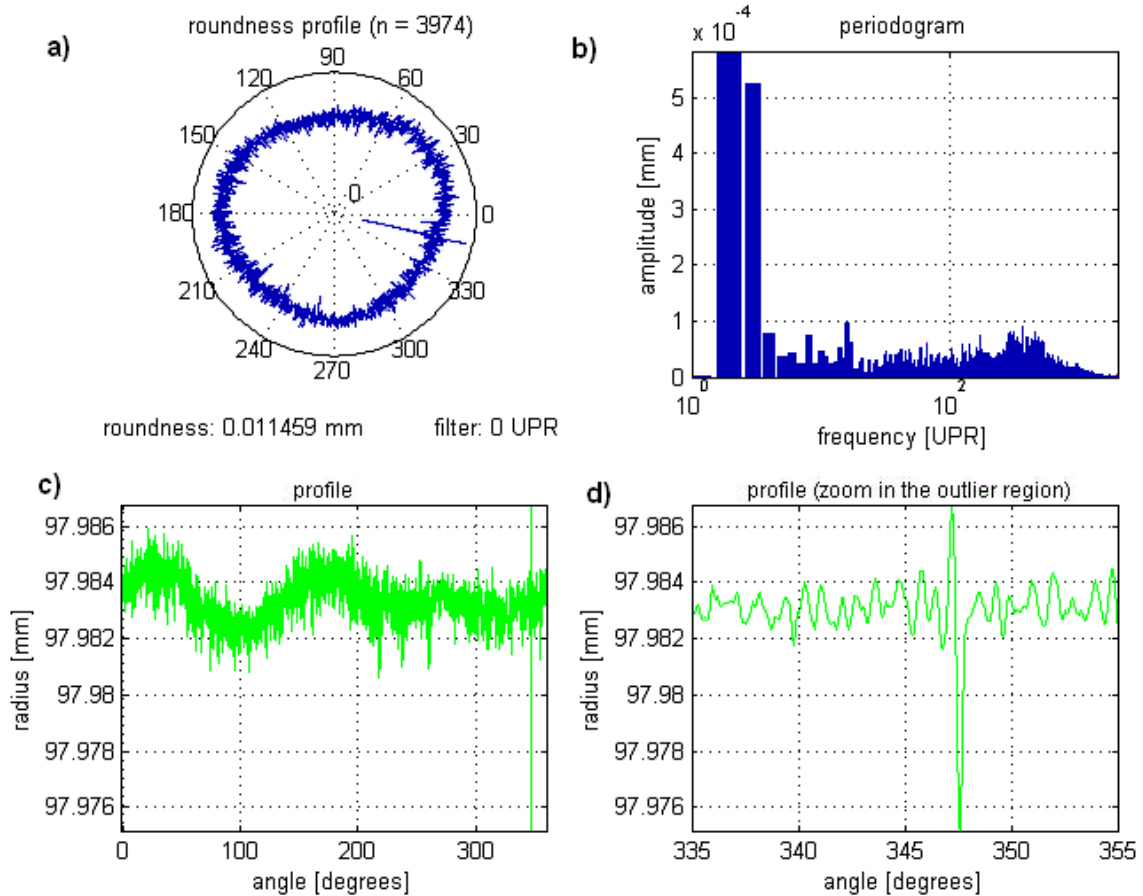 a)
roundness profile (n = 3974)
90
120
60
150
30
0
180
0
210
330
240
300
270
roundness: 0.011459 mm
filter: 0 UPR
b)
x 10^-4
periodogram
5
4
3
2
1
0
10^0
10^2
amplitude [mm]
frequency [UPR]
c)
profile
97.986
97.984
97.982
97.98
97.978
97.976
0
100
200
300
radius [mm]
angle [degrees]
d)
profile (zoom in the outlier region)
97.986
97.984
97.982
97.98
97.978
97.976
335
340
345
350
355
radius [mm]
angle [degrees]